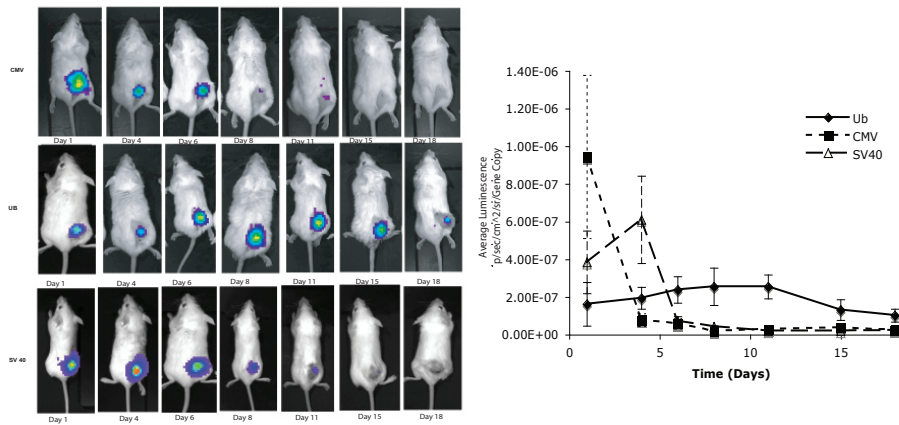 CMV
Day 1 Day 4 Day 6 Day 8 Day 11 Day 15 Day 18
UB
Day 1 Day 4 Day 6 Day 8 Day 11 Day 15 Day 18
SV 40
Day 1 Day 4 Day 6 Day 8 Day 11 Day 15 Day 18
Average Luminescence
p/sec/cm^2/sr/Gene Copy
1.40E-06
1.20E-06
1.00E-06
8.00E-07
6.00E-07
4.00E-07
2.00E-07
0.00E+00
0 5 10 15
Time (Days)
Ub
CMV
SV40